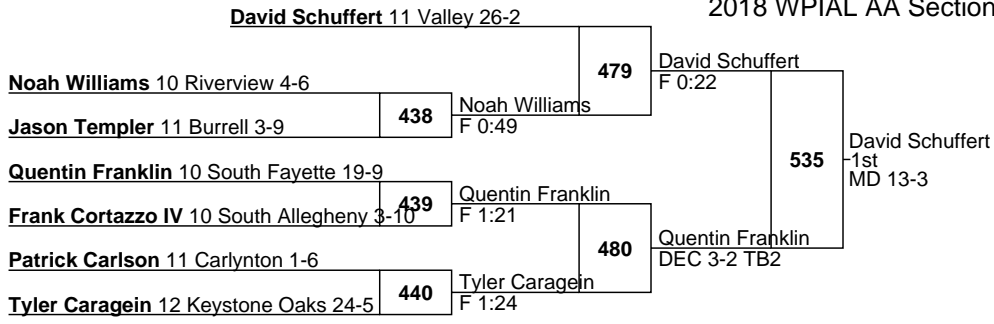 2018 WPIAL AA Section
David Schuffert 11 Valley 26-2
479
David Schuffert
F 0:22
Noah Williams 10 Riverview 4-6
438
Noah Williams
F 0:49
Jason Templer 11 Burrell 3-9
535
David Schuffert
1st
MD 13-3
Quentin Franklin 10 South Fayette 19-9
439
Quentin Franklin
F 1:21
Frank Cortazzo IV 10 South Allegheny 3-10
480
Quentin Franklin
DEC 3-2 TB2
Patrick Carlson 11 Carlynton 1-6
440
Tyler Caragein
F 1:24
Tyler Caragein 12 Keystone Oaks 24-5